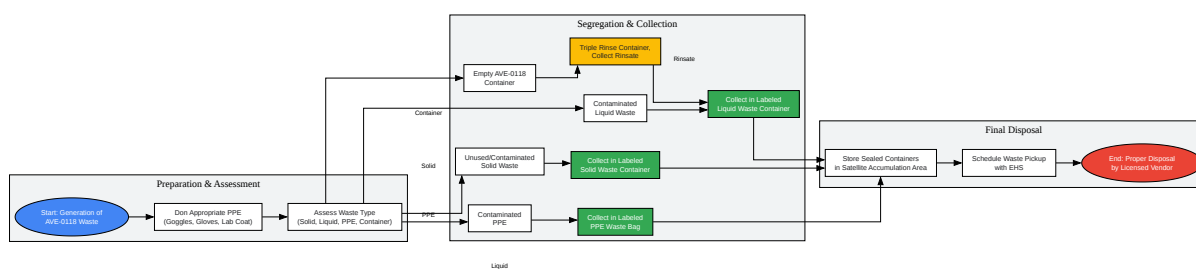 Segregation & Collection
Triple Rinse Container,
Collect Rinsate
Rinsate
Empty AVE-0118
Container
Collect in Labeled
Liquid Waste Container
Contaminated
Liquid Waste
Container
Final Disposal
Unused/Contaminated
Solid Waste
Collect in Labeled
Solid Waste Container
Solid
Store Sealed Containers
in Satellite Accumulation Area
Schedule Waste Pickup
with EHS
End: Proper Disposal
by Licensed Vendor
Preparation & Assessment
Start: Generation of
AVE-0118 Waste
Don Appropriate PPE
(Goggles, Gloves, Lab Coat)
Assess Waste Type
(Solid, Liquid, PPE, Container)
PPE
Contaminated
PPE
Collect in Labeled
PPE Waste Bag
Liquid